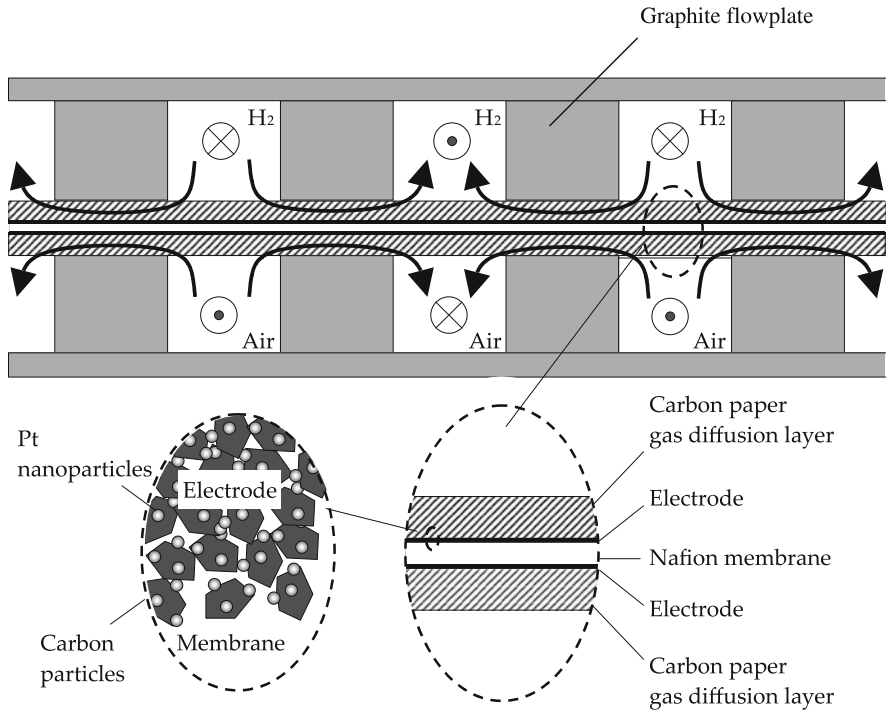 Graphite flowplate
H2
H2
H2
Air
Air
Air
Pt
nanoparticles
Electrode
Carbon
particles
Membrane
Carbon paper
gas diffusion layer
Electrode
Nafion membrane
Electrode
Carbon paper
gas diffusion layer